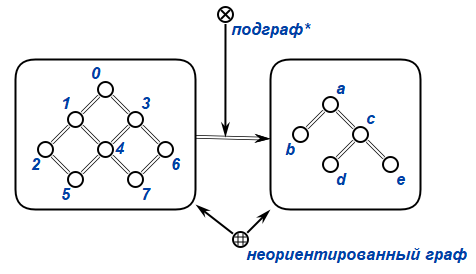 подграф*
0
a
1
3
c
b
2
4
6
5
7
d
e
неориентированный граф